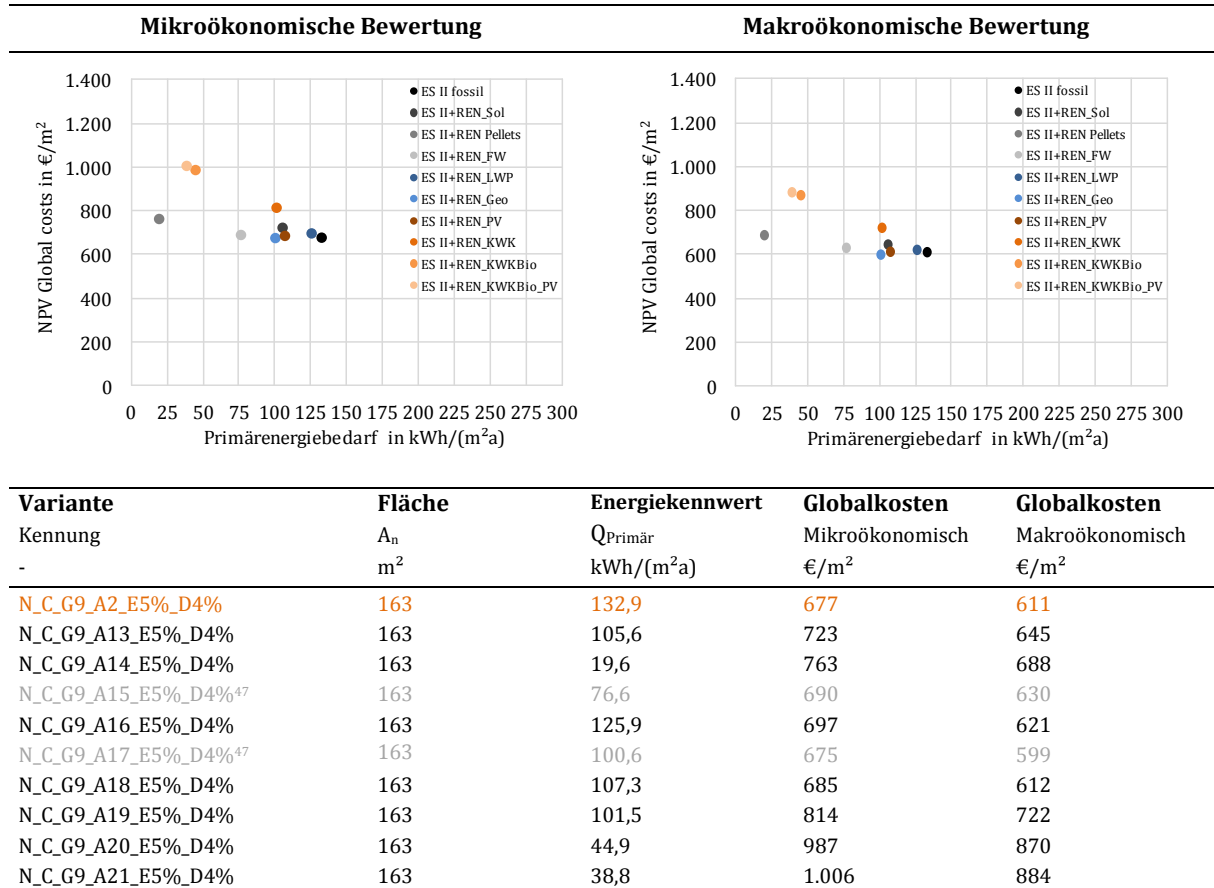 Mikroökonomische Bewertung Makroökonomische Bewertung
NPV Global costs in €/m²
1.400
1.200
1.000
800
600
400
200
0
0 25 50 75 100 125 150 175 200 225 250 275 300
Primärenergiebedarf in kWh/(m²a)
ES II fossil
ES II+REN_Sol
ES II+REN Pellets
ES II+REN_FW
ES II+REN_LWP
ES II+REN_Geo
ES II+REN_PV
ES II+REN_KWK
ES II+REN_KWKBio
ES II+REN_KWKBio_PV
NPV Global costs in €/m²
1.400
1.200
1.000
800
600
400
200
0
0 25 50 75 100 125 150 175 200 225 250 275 300
Primärenergiebedarf in kWh/(m²a)
ES II fossil
ES II+REN_Sol
ES II+REN Pellets
ES II+REN_FW
ES II+REN_LWP
ES II+REN_Geo
ES II+REN_PV
ES II+REN_KWK
ES II+REN_KWKBio
ES II+REN_KWKBio_PV
Variante Fläche Energiekennwert Globalkosten Globalkosten
Kennung Aₙ Q_Primär Mikroökonomisch Makroökonomisch
- m² kWh/(m²a) €/m² €/m²
N_C_G9_A2_E5%_D4% 163 132,9 677 611
N_C_G9_A13_E5%_D4% 163 105,6 723 645
N_C_G9_A14_E5%_D4% 163 19,6 763 688
N_C_G9_A15_E5%_D4%⁴⁷ 163 76,6 690 630
N_C_G9_A16_E5%_D4% 163 125,9 697 621
N_C_G9_A17_E5%_D4%⁴⁷ 163 100,6 675 599
N_C_G9_A18_E5%_D4% 163 107,3 685 612
N_C_G9_A19_E5%_D4% 163 101,5 814 722
N_C_G9_A20_E5%_D4% 163 44,9 987 870
N_C_G9_A21_E5%_D4% 163 38,8 1.006 884